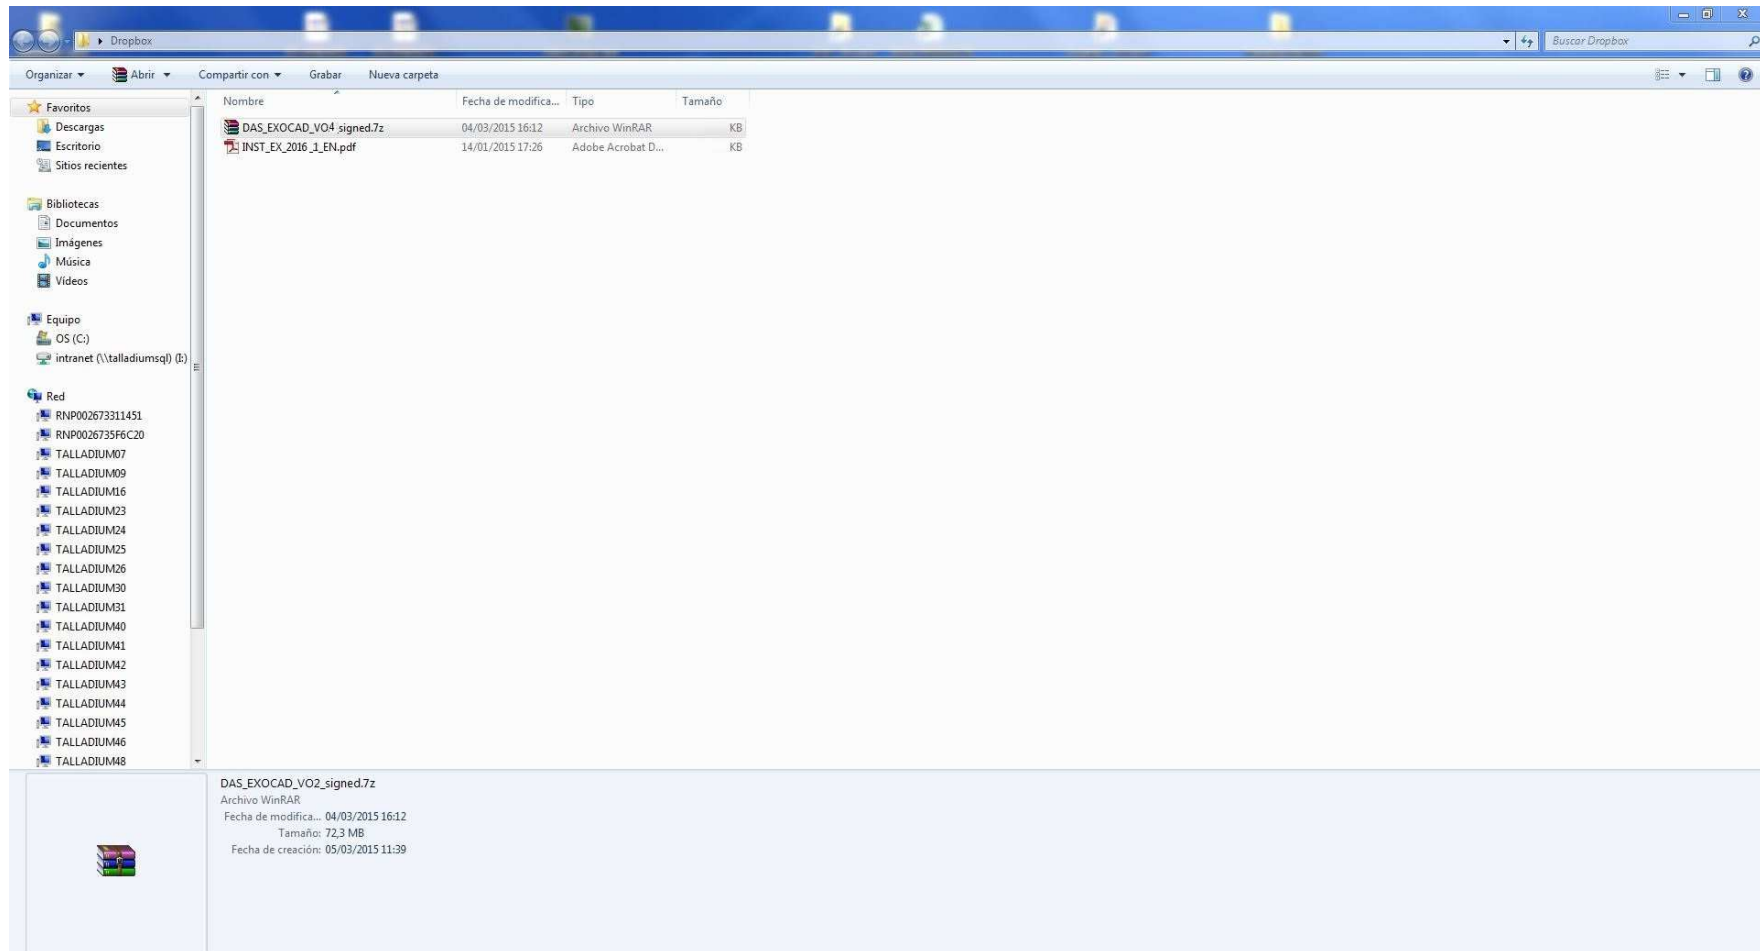 Dropbox
Buscar Dropbox
Organizar Abrir Compartir con Grabar Nueva carpeta
Nombre Fecha de modifica... Tipo Tamaño
DAS_EXOCAD_VO4 signed.7z 04/03/2015 16:12 Archivo WinRAR KB
INST_EX_2016 _1_EN.pdf 14/01/2015 17:26 Adobe Acrobat D... KB
Favoritos
Descargas
Escritorio
Sitios recientes
Bibliotecas
Documentos
Imágenes
Música
Vídeos
Equipo
OS (C:)
intranet (\\talladiumsql) (I:)
Red
RNP002673311451
RNP0026735F6C20
TALLADIUM07
TALLADIUM09
TALLADIUM16
TALLADIUM23
TALLADIUM24
TALLADIUM25
TALLADIUM26
TALLADIUM30
TALLADIUM31
TALLADIUM40
TALLADIUM41
TALLADIUM42
TALLADIUM43
TALLADIUM44
TALLADIUM45
TALLADIUM46
TALLADIUM48
DAS_EXOCAD_VO2_signed.7z
Archivo WinRAR
Fecha de modifica... 04/03/2015 16:12
Tamaño: 72,3 MB
Fecha de creación: 05/03/2015 11:39